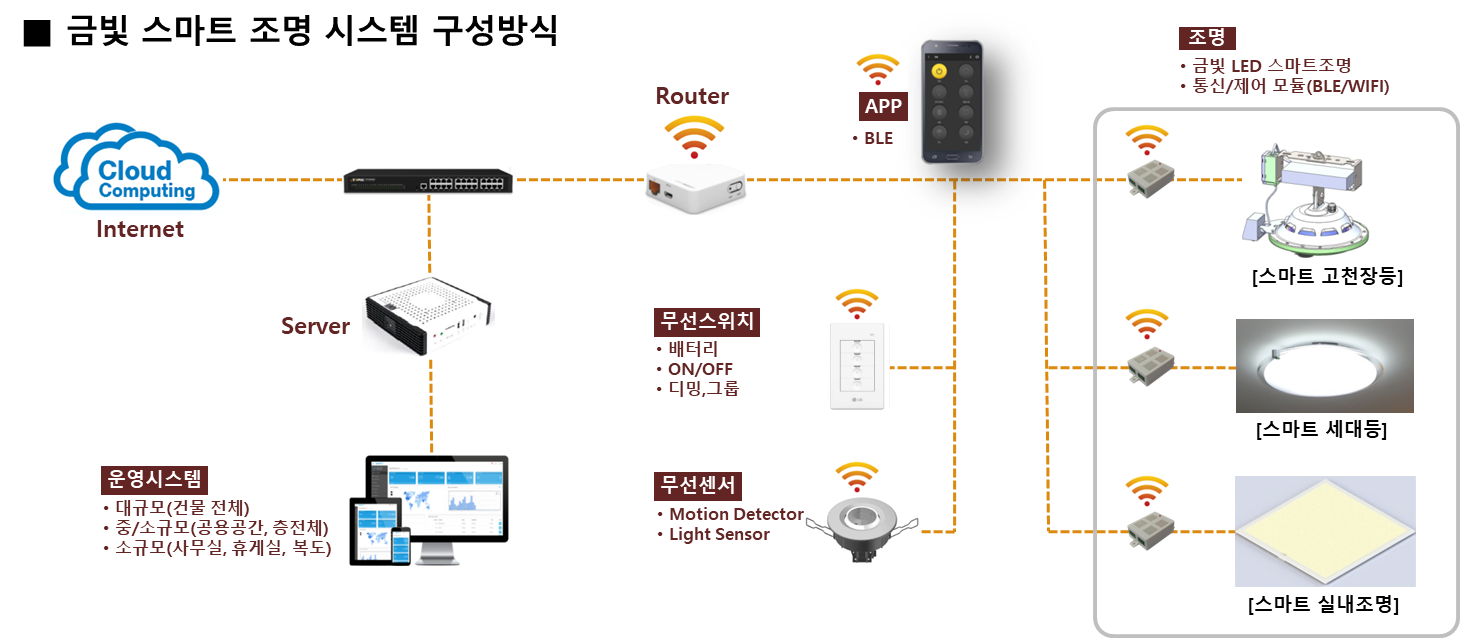 ■ 금빛 스마트 조명 시스템 구성방식
Cloud
Computing
Internet
Router
APP
• BLE
조명
• 금빛 LED 스마트조명
• 통신/제어 모듈(BLE/WIFI)
[스마트 고천장등]
Server
무선스위치
• 배터리
• ON/OFF
• 디밍,그룹
LG
[스마트 세대등]
운영시스템
• 대규모(건물 전체)
• 중/소규모(공용공간, 층전체)
• 소규모(사무실, 휴게실, 복도)
무선센서
• Motion Detector
• Light Sensor
[스마트 실내조명]